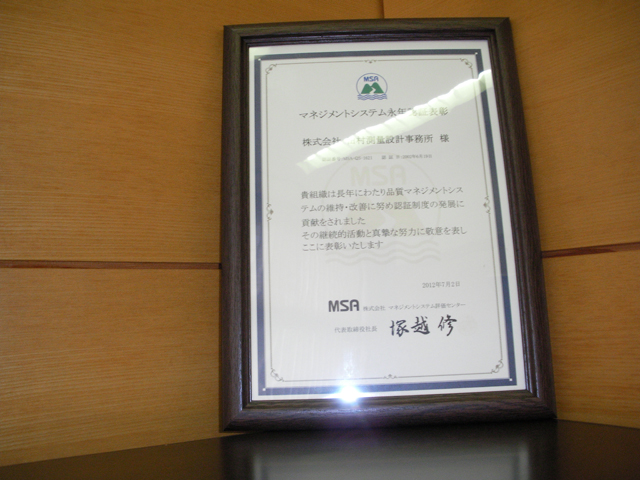 MSA
マネジメントシステム永年認証表彰
株式会社 村測量設計事務所 様
MSA
貴組織は長年にわたり品質マネジメントシス
テムの維持・改善に努め認証制度の発展に
貢献をされました
その継続的活動と真摯な努力に敬意を表し
ここに表彰いたします
2012年7月2日
MSA 株式会社 マネジメントシステム評価センター
代表取締役社長 塚越 修